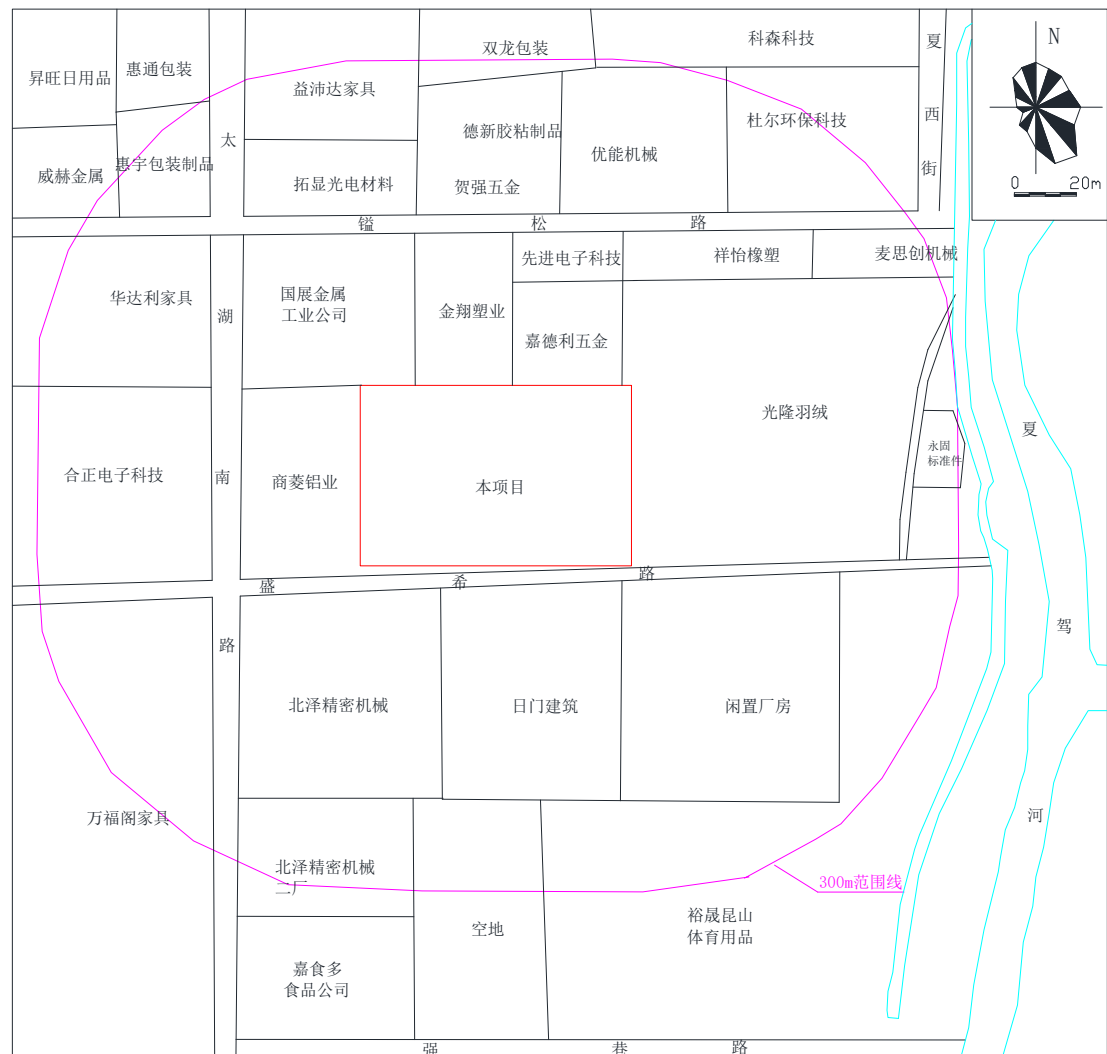 双龙包装
科森科技
夏西街
N
昇旺日用品
惠通包装
益沛达家具
德新胶粘制品
杜尔环保科技
优能机械
威赫金属
惠宇包装制品
拓显光电材料
贺强五金
0 20m
镒松路
太湖南路
先进电子科技
祥怡橡塑
麦思创机械
华达利家具
国展金属
工业公司
金翔塑业
嘉德利五金
光隆羽绒
永固
标准件
合正电子科技
商菱铝业
本项目
夏驾河
盛希路
北泽精密机械
日门建筑
闲置厂房
万福阁家具
北泽精密机械
二厂
300m范围线
空地
裕晟昆山
体育用品
嘉食多
食品公司
强巷路